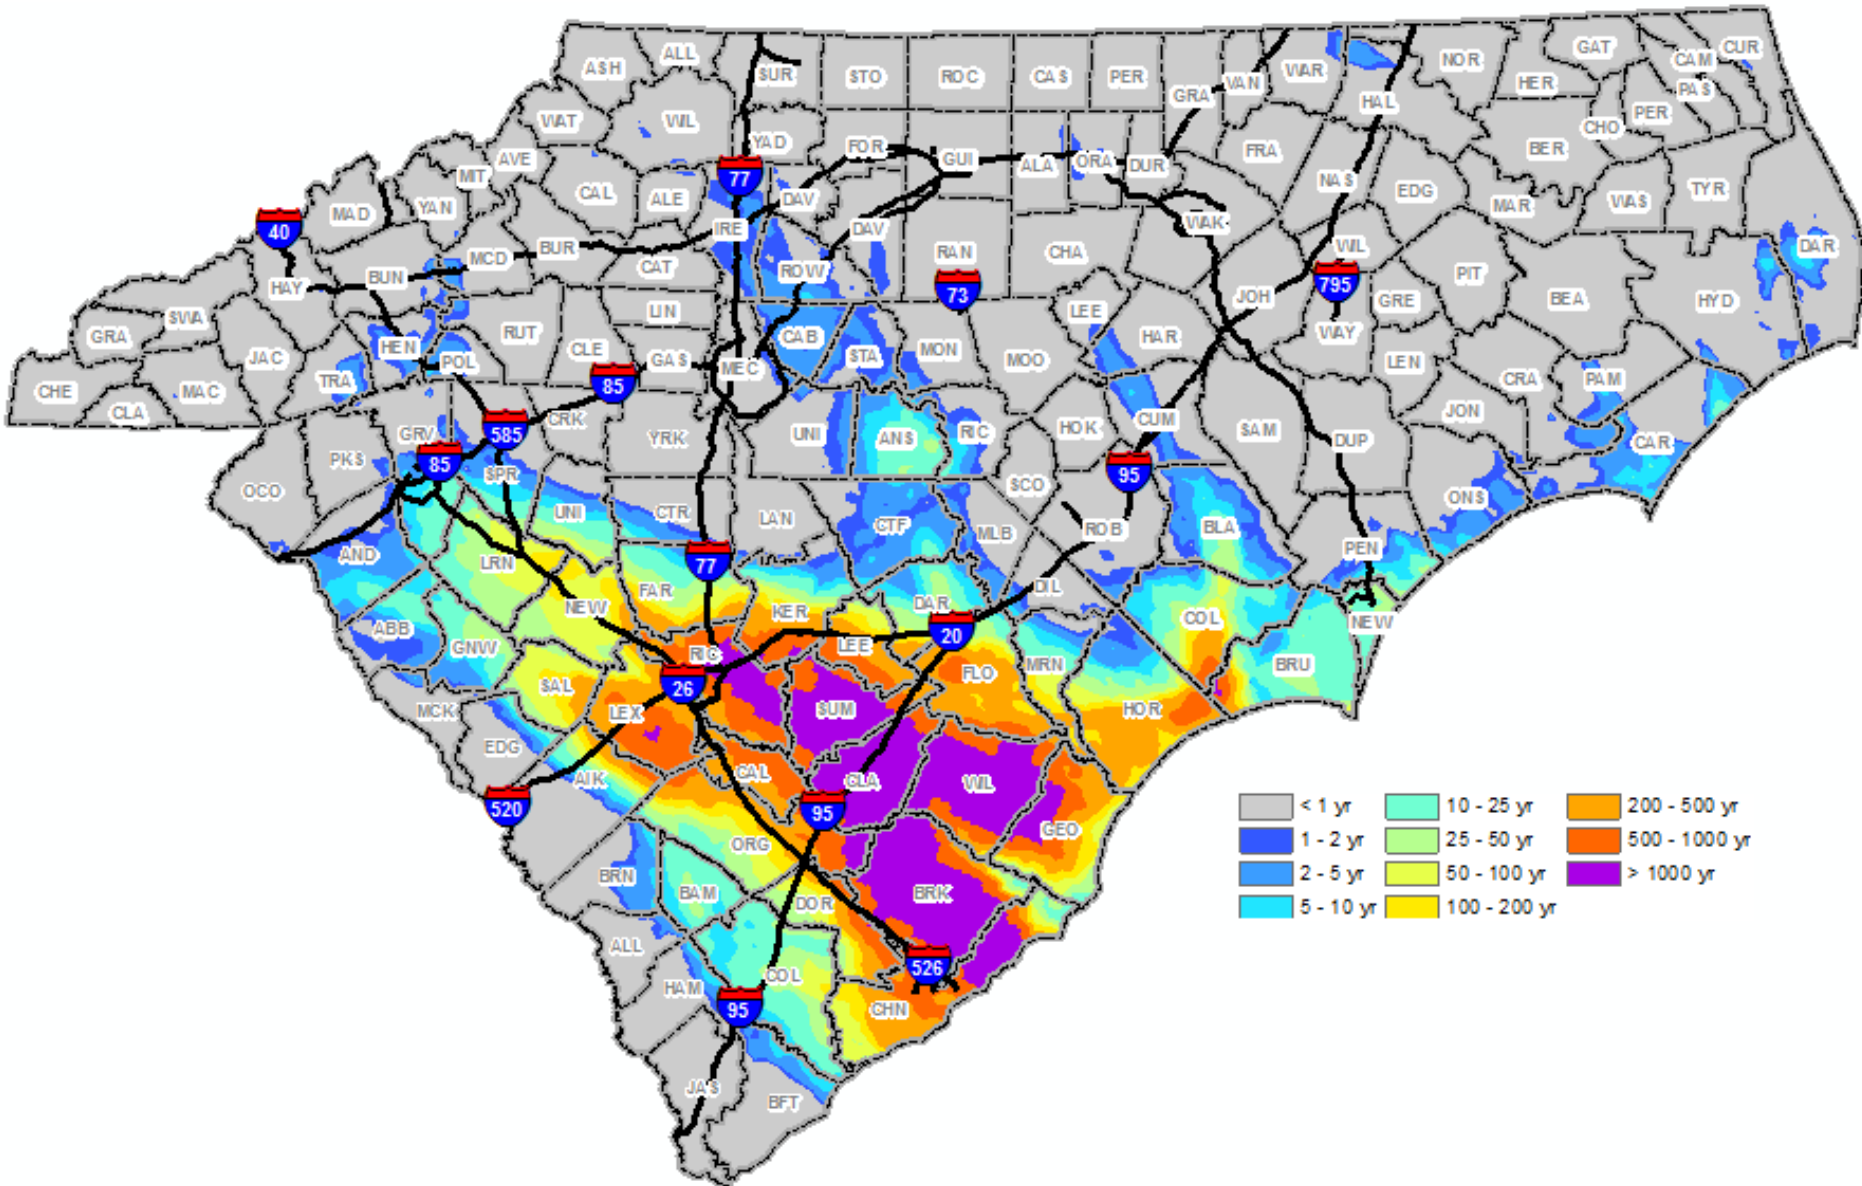 ASH ALL SUR STO ROC CAS PER GRA VAN WAR NOR GAT CAM CUR
WAT WIL YAD FOR GUI ALA ORA DUR FRA HAL HER PAS PER CHO BER
MIT AVE CAL ALE 77 DAV NAS EDG MAR WAS TYR
40 MAD YAN IRE DAV RAN CHA WAK WIL PIT DAR
HAY BUN MCD BUR CAT ROW 73 LEE JOH 795 GRE BEA HYD
GRA SWA JAC RUT LIN CAB STA MON MOO HAR WAY LEN
CHE CLA MAC TRA HEN POL CLE 85 GAS MEC CRA PAM
OCO PKS GRV 85 585 SPR CRK YRK UNI ANS RIC HOK CUM SAM DUP JON CAR
AND UNI CTR LAN CTF MLB SCO 95 ROB BLA PEN ONS
ABB LRN NEW FAR 77 KER DAR DIL COL NEW
MCK GNW SAL RIC LEE 20 FLO MRN BRU
EDG LEX 26 SUM HOR
520 AIK CAL 95 CLA WIL GEO
BRN BAM ORG DOR BRK
ALL HAM COL 526 CHN
JAS 95 BFT
< 1 yr
1 - 2 yr
2 - 5 yr
5 - 10 yr
10 - 25 yr
25 - 50 yr
50 - 100 yr
100 - 200 yr
200 - 500 yr
500 - 1000 yr
> 1000 yr